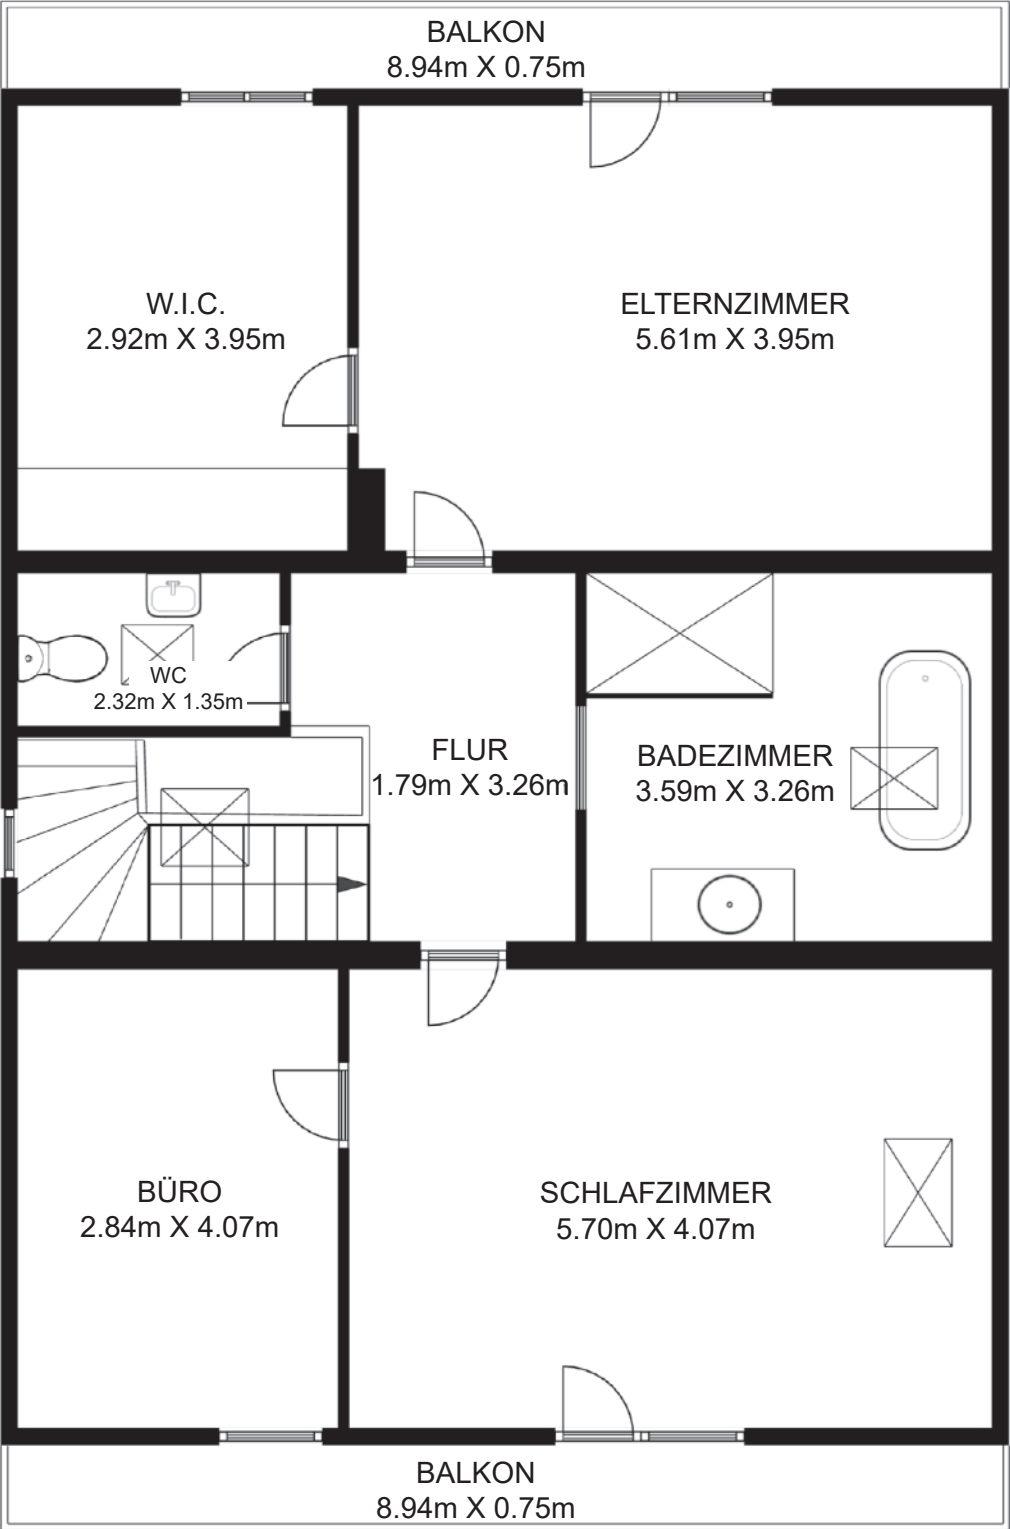 BALKON
8.94m X 0.75m
W.I.C.
2.92m X 3.95m
ELTERNZIMMER
5.61m X 3.95m
WC
2.32m X 1.35m
FLUR
1.79m X 3.26m
BADEZIMMER
3.59m X 3.26m
BÜRO
2.84m X 4.07m
SCHLAFZIMMER
5.70m X 4.07m
BALKON
8.94m X 0.75m